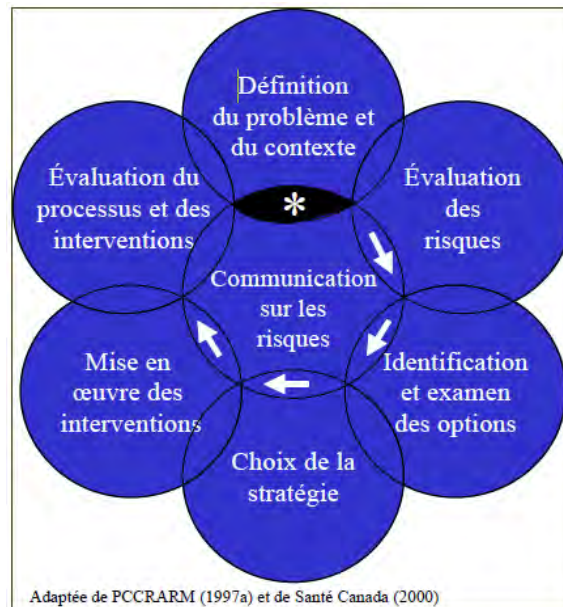 Définition
du problème et
du contexte
Évaluation du
processus et des
interventions
*
Évaluation
des
risques
Communication
sur les
risques
Mise en
œuvre des
interventions
Identification
et examen
des options
Choix de la
stratégie
Adaptée de PCCRARM (1997a) et de Santé Canada (2000)